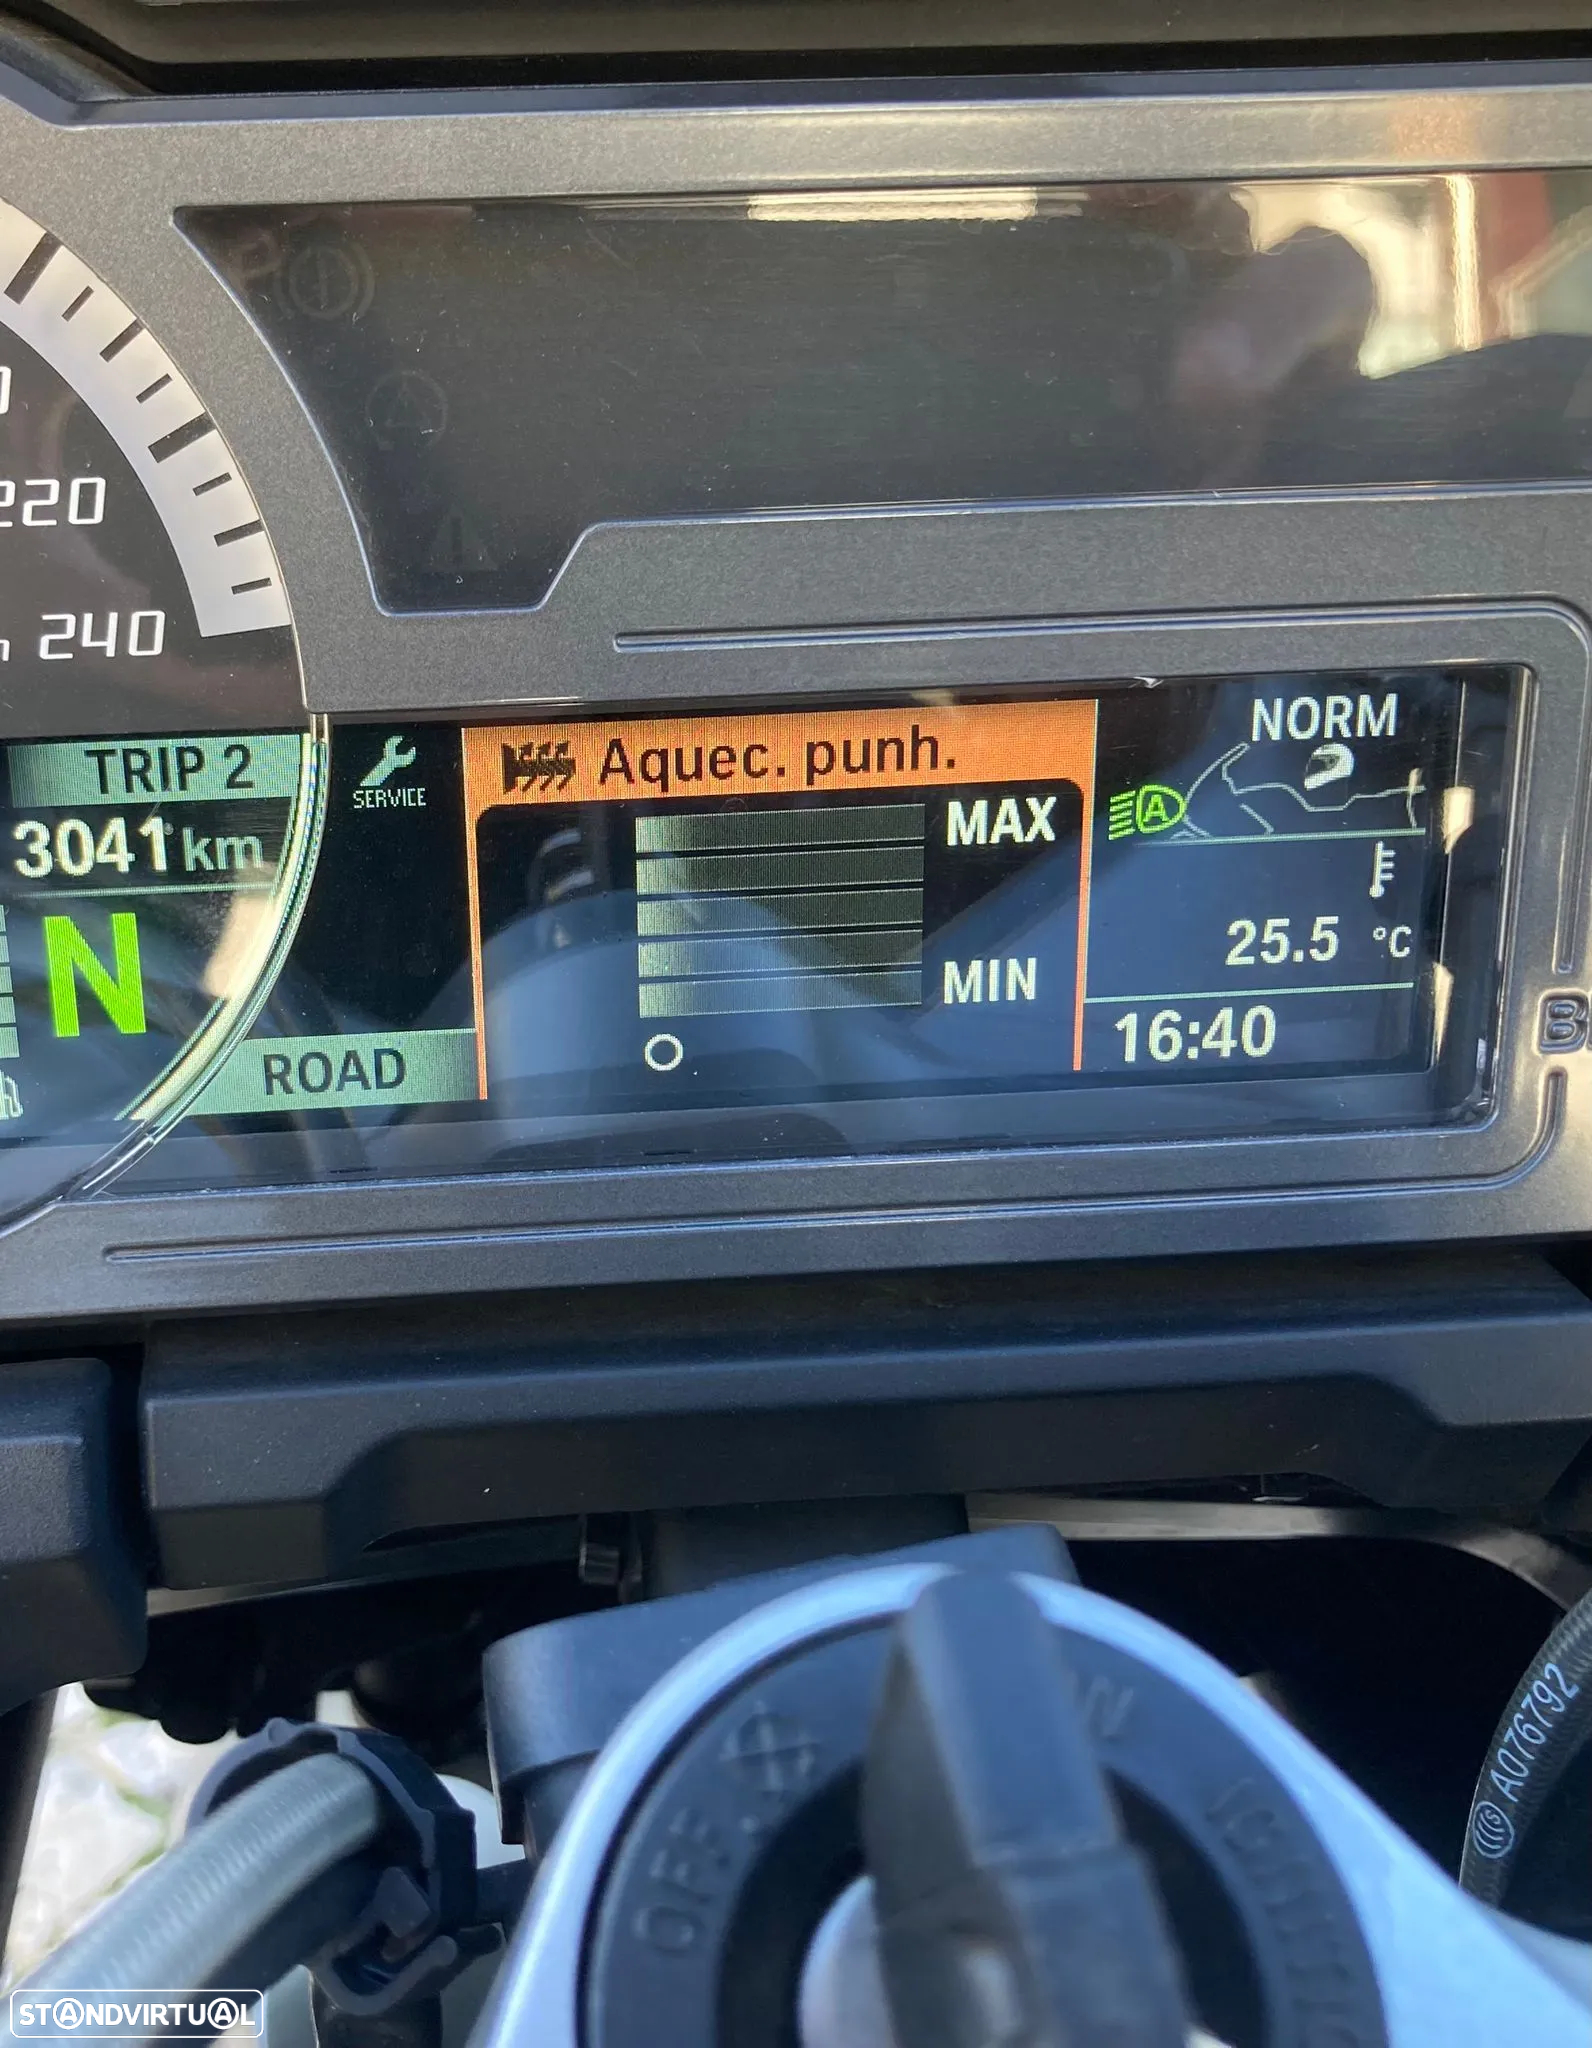 220
240
TRIP 2
3041 km
N
SERVICE
ROAD
Aquec. punh.
MAX
MIN
NORM
A
25.5 °C
16:40
OFF
A076792
STANDVIRTUAL